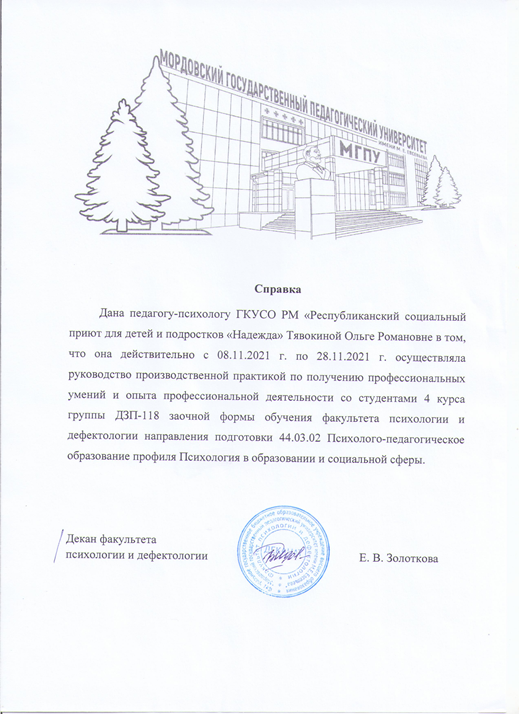 МОРДОВСКИЙ ГОСУДАРСТВЕННЫЙ ПЕДАГОГИЧЕСКИЙ УНИВЕРСИТЕТ
МГПУ
Справка
Дана педагогу-психологу ГКУСО РМ «Республиканский социальный
приют для детей и подростков «Надежда» Тявокиной Ольге Романовне в том,
что она действительно с 08.11.2021 г. по 28.11.2021 г. осуществляла
руководство производственной практикой по получению профессиональных
умений и опыта профессиональной деятельности со студентами 4 курса
группы ДЗП-118 заочной формы обучения факультета психологии и
дефектологии направления подготовки 44.03.02 Психолого-педагогическое
образование профиля Психология в образовании и социальной сферы.
Декан факультета
психологии и дефектологии
Е. В. Золоткова